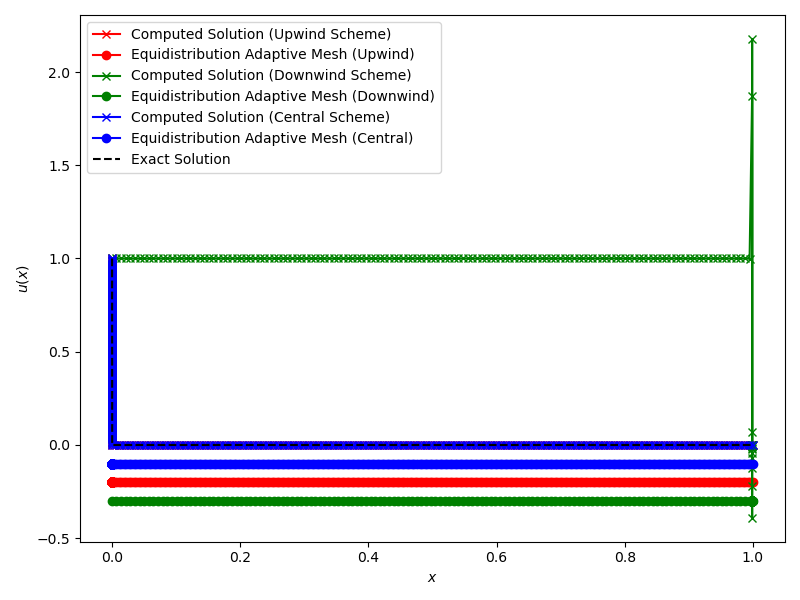 Computed Solution (Upwind Scheme)
Equidistribution Adaptive Mesh (Upwind)
Computed Solution (Downwind Scheme)
Equidistribution Adaptive Mesh (Downwind)
Computed Solution (Central Scheme)
Equidistribution Adaptive Mesh (Central)
Exact Solution
2.0
1.5
1.0
0.5
0.0
−0.5
u(x)
0.0 0.2 0.4 0.6 0.8 1.0
x